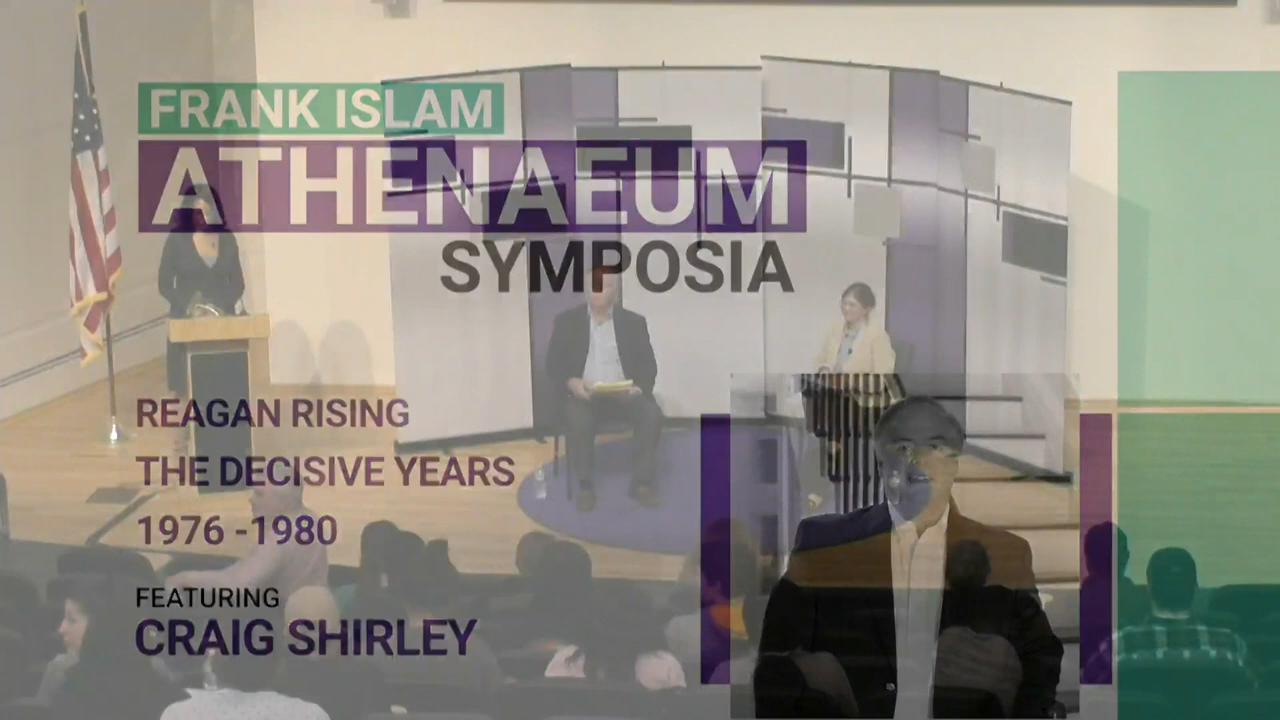 FRANK ISLAM
ATHENAEUM
SYMPOSIA
REAGAN RISING
THE DECISIVE YEARS
1976 -1980
FEATURING
CRAIG SHIRLEY